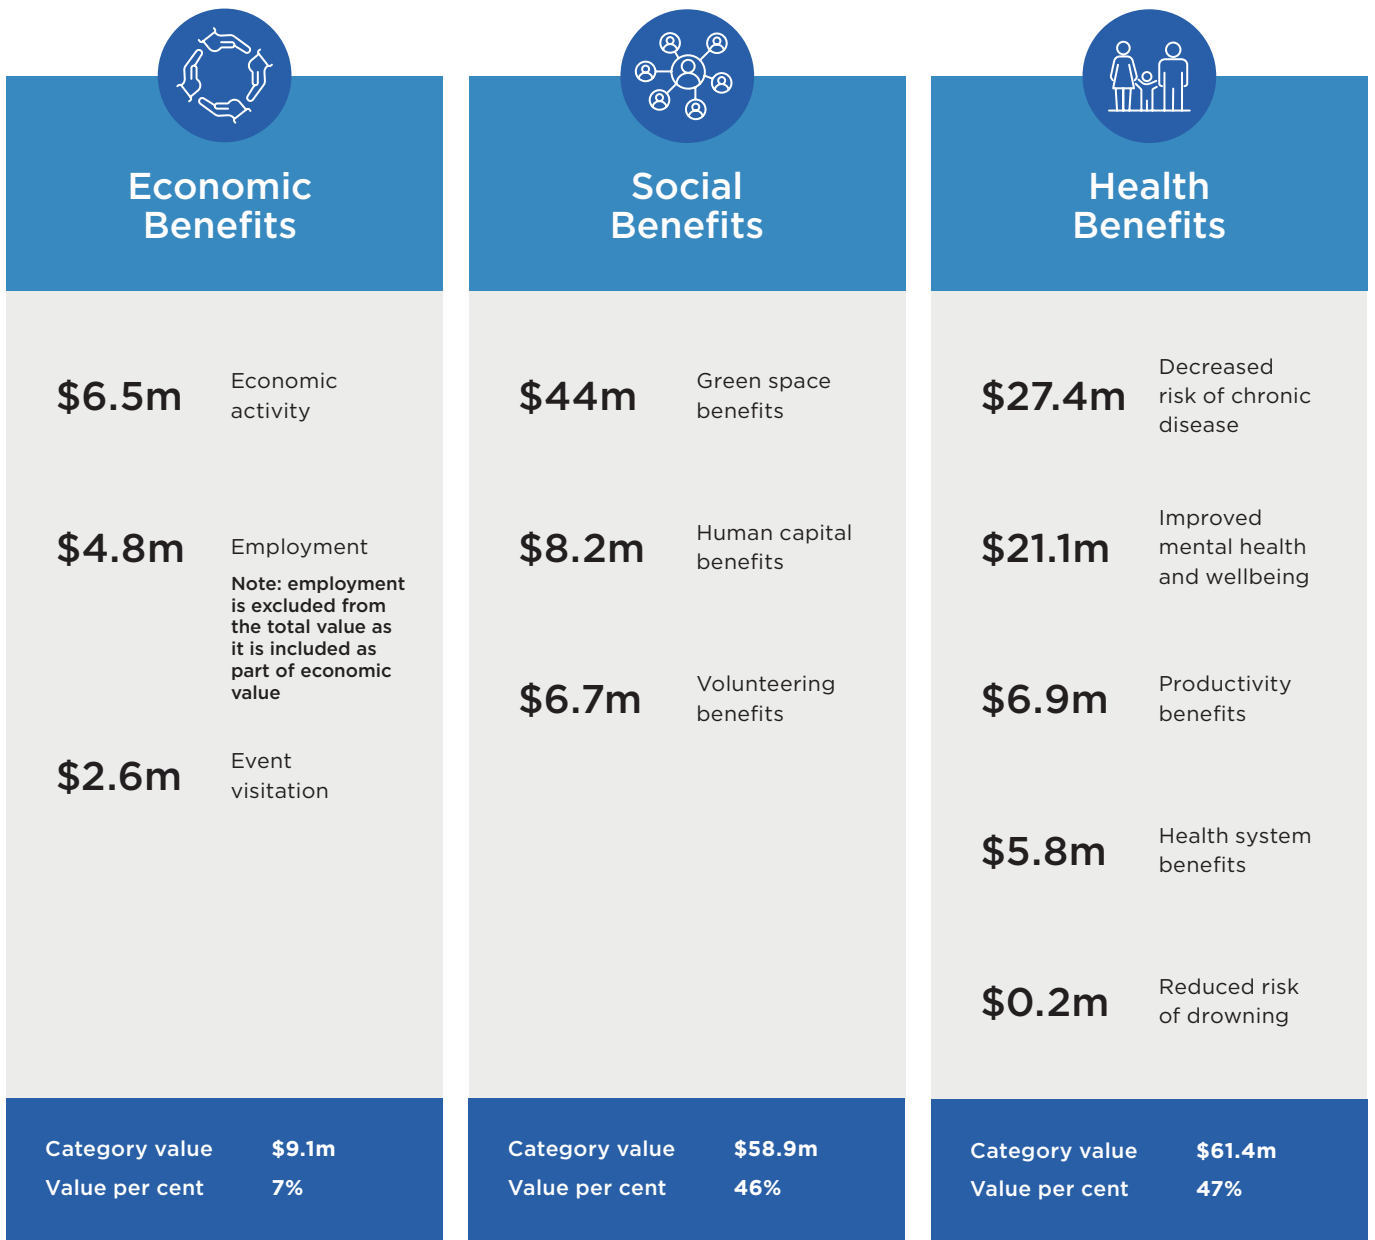 Economic
Benefits
$6.5m
Economic
activity
$4.8m
Employment
Note: employment
is excluded from
the total value as
it is included as
part of economic
value
$2.6m
Event
visitation
Category value $9.1m
Value per cent 7%
Social
Benefits
$44m
Green space
benefits
$8.2m
Human capital
benefits
$6.7m
Volunteering
benefits
Category value $58.9m
Value per cent 46%
Health
Benefits
$27.4m
Decreased
risk of chronic
disease
$21.1m
Improved
mental health
and wellbeing
$6.9m
Productivity
benefits
$5.8m
Health system
benefits
$0.2m
Reduced risk
of drowning
Category value $61.4m
Value per cent 47%